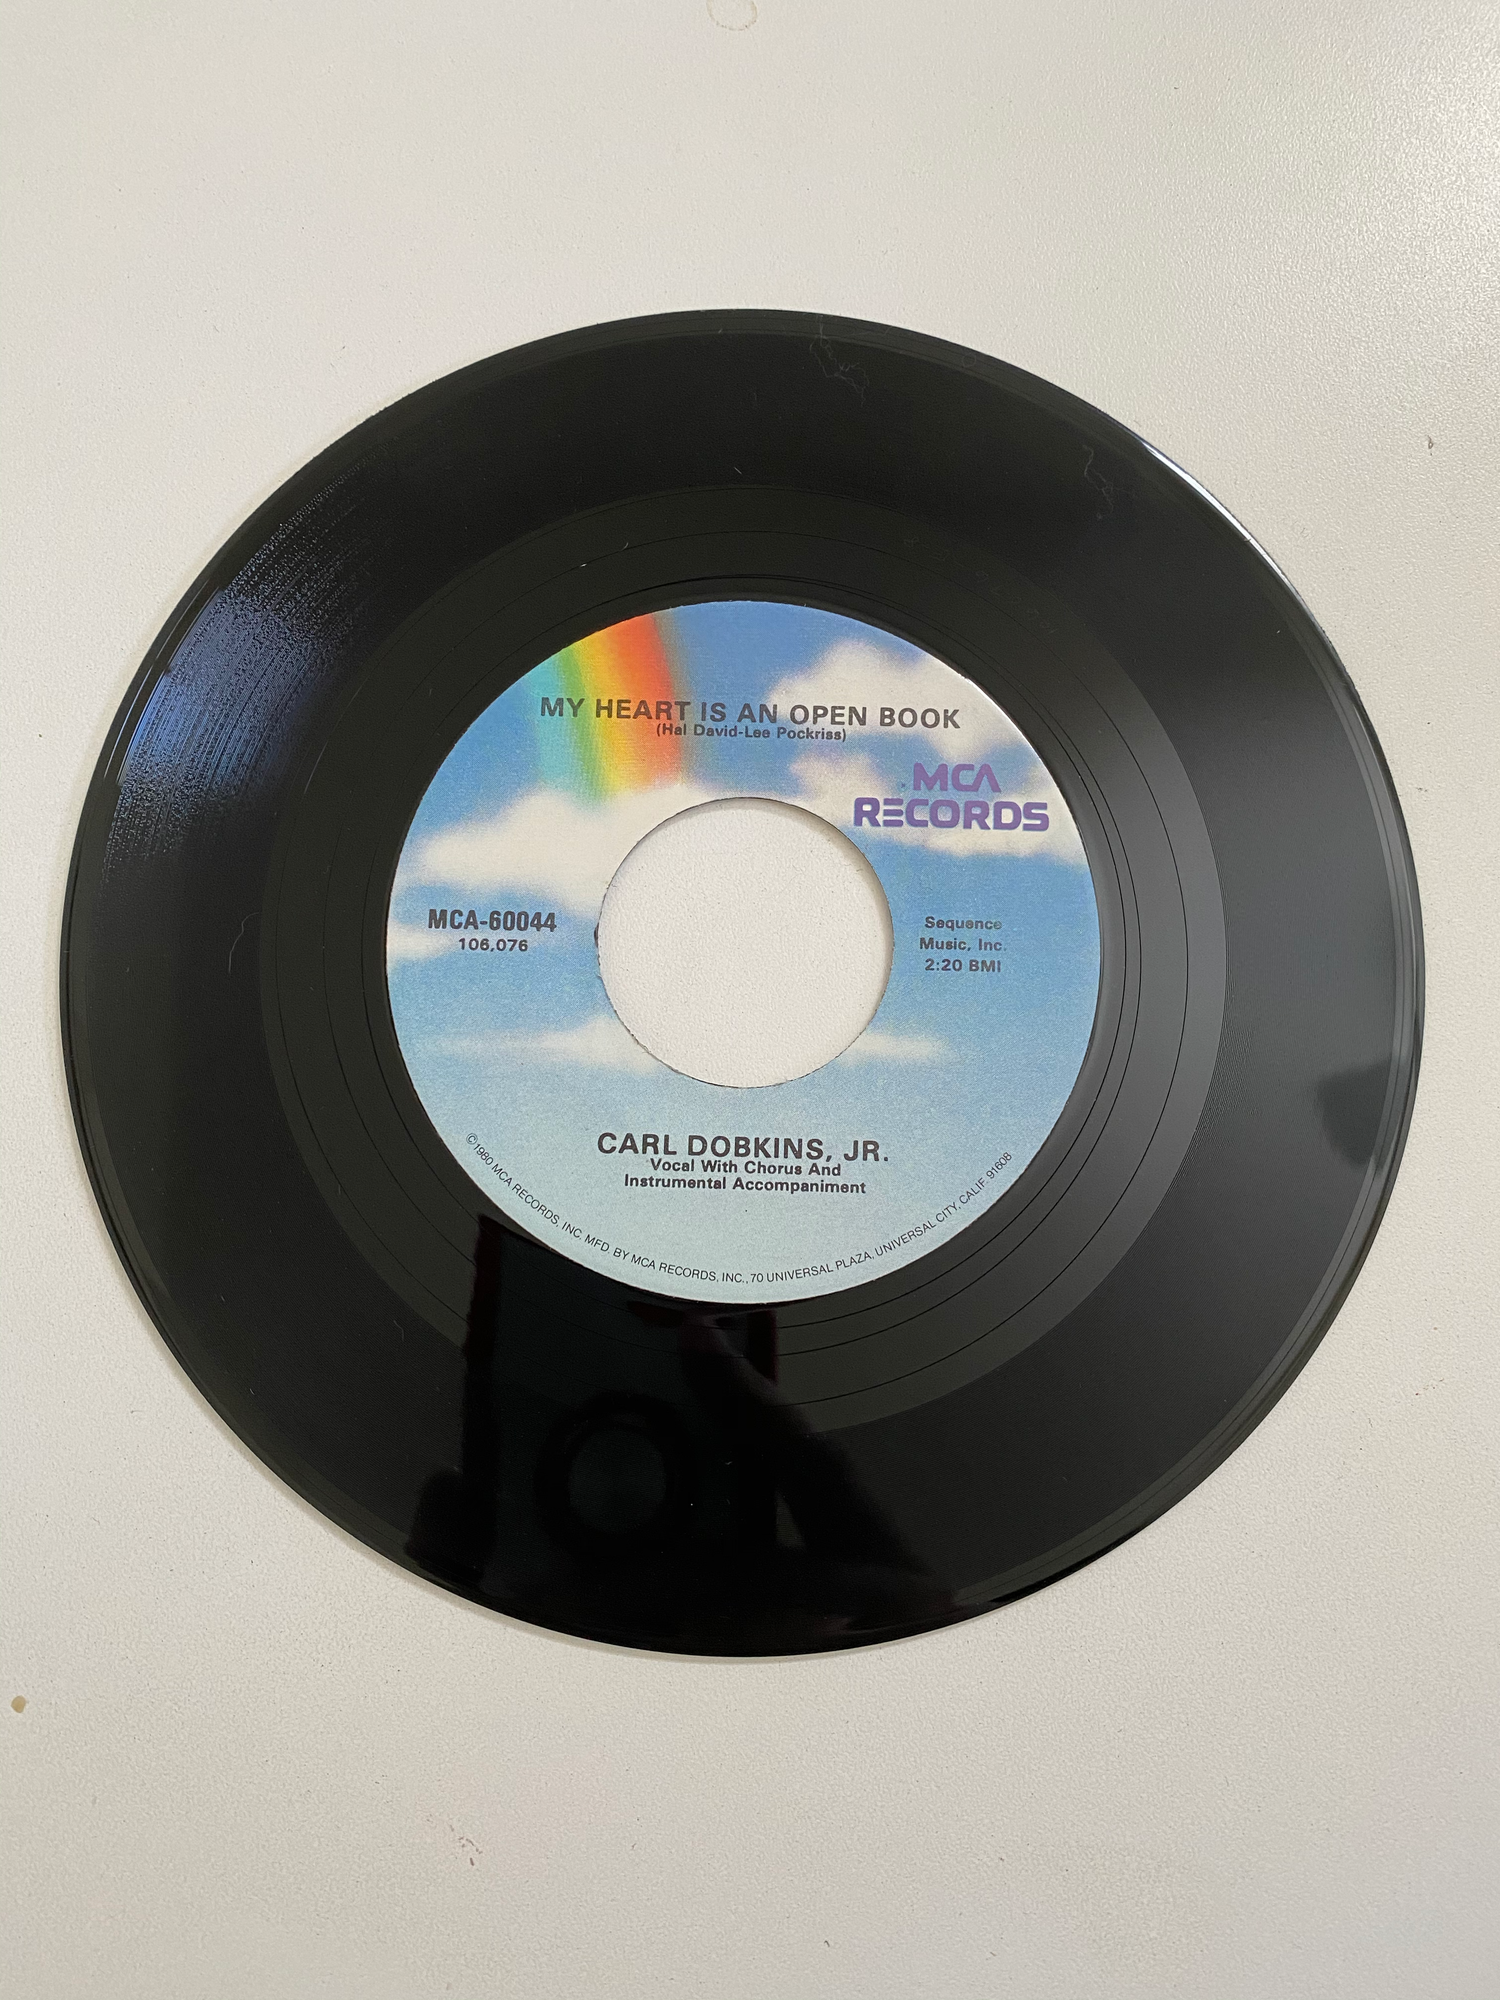 MY HEART IS AN OPEN BOOK
(Hal David-Lee Pockriss)
MCA
RECORDS
MCA-60044
106,076
Sequence
Music, Inc.
2:20 BMI
CARL DOBKINS, JR.
Vocal With Chorus And
Instrumental Accompaniment
©1980 MCA RECORDS, INC. MFD. BY MCA RECORDS, INC., 70 UNIVERSAL PLAZA, UNIVERSAL CITY, CALIF. 91608